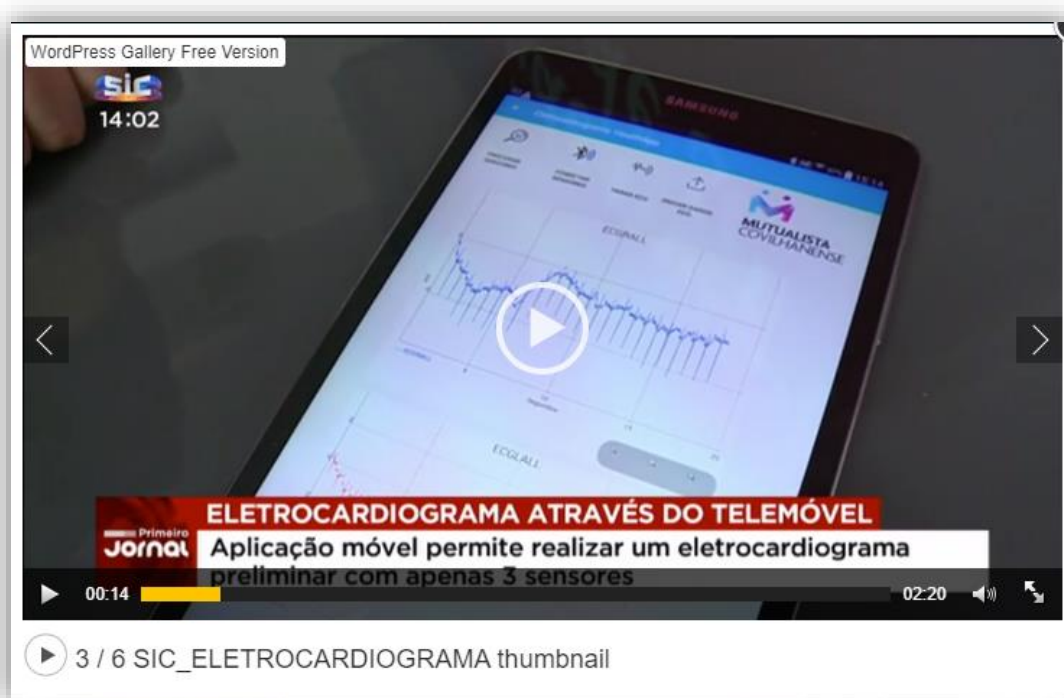 WordPress Gallery Free Version
SIC
14:02
SAMSUNG
MUTUALISTA
COVILHANENSE
ECGRALL
ECGLALL
ELETROCARDIOGRAMA ATRAVÉS DO TELEMÓVEL
Primeiro
Jornal
Aplicação móvel permite realizar um eletrocardiograma
preliminar com apenas 3 sensores
00:14
02:20
3 / 6 SIC_ELETROCARDIOGRAMA thumbnail